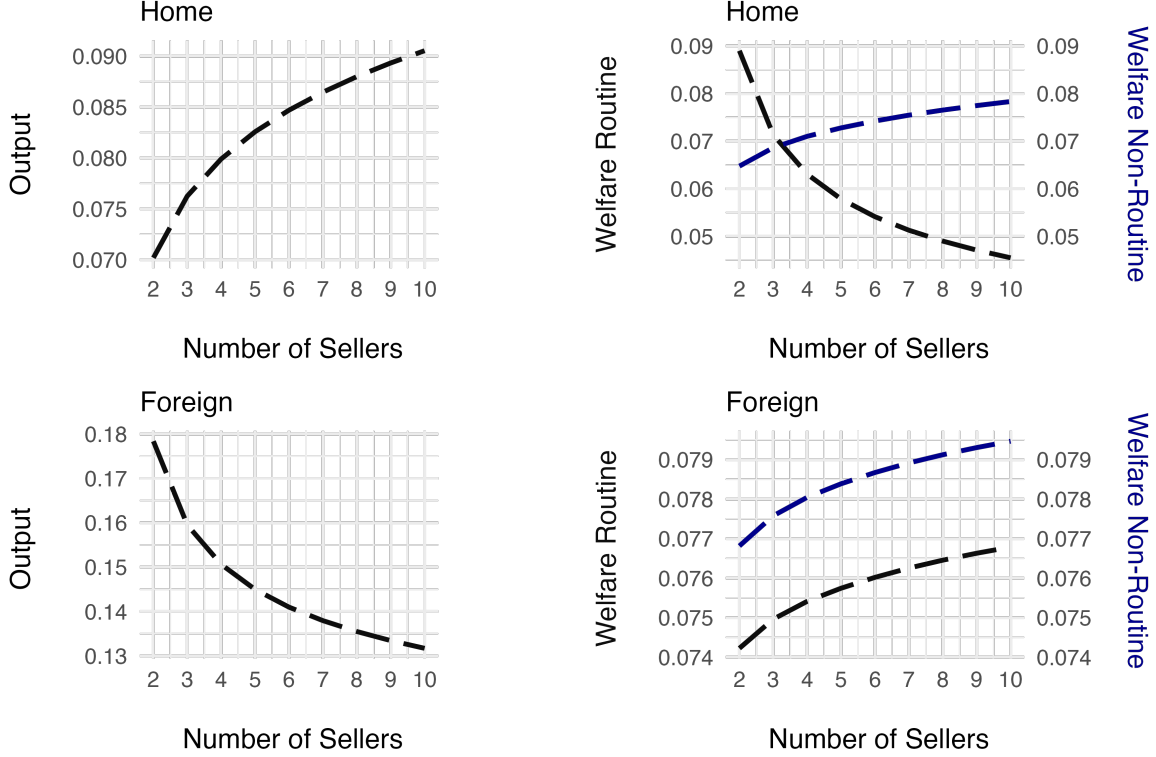 Home
Output
0.090
0.085
0.080
0.075
0.070
2 3 4 5 6 7 8 9 10
Number of Sellers
Home
Welfare Routine
0.09
0.08
0.07
0.06
0.05
0.09
0.08
0.07
0.06
0.05
Welfare Non-Routine
2 3 4 5 6 7 8 9 10
Number of Sellers
Foreign
Output
0.18
0.17
0.16
0.15
0.14
0.13
2 3 4 5 6 7 8 9 10
Number of Sellers
Foreign
Welfare Routine
0.079
0.078
0.077
0.076
0.075
0.074
0.079
0.078
0.077
0.076
0.075
0.074
Welfare Non-Routine
2 3 4 5 6 7 8 9 10
Number of Sellers